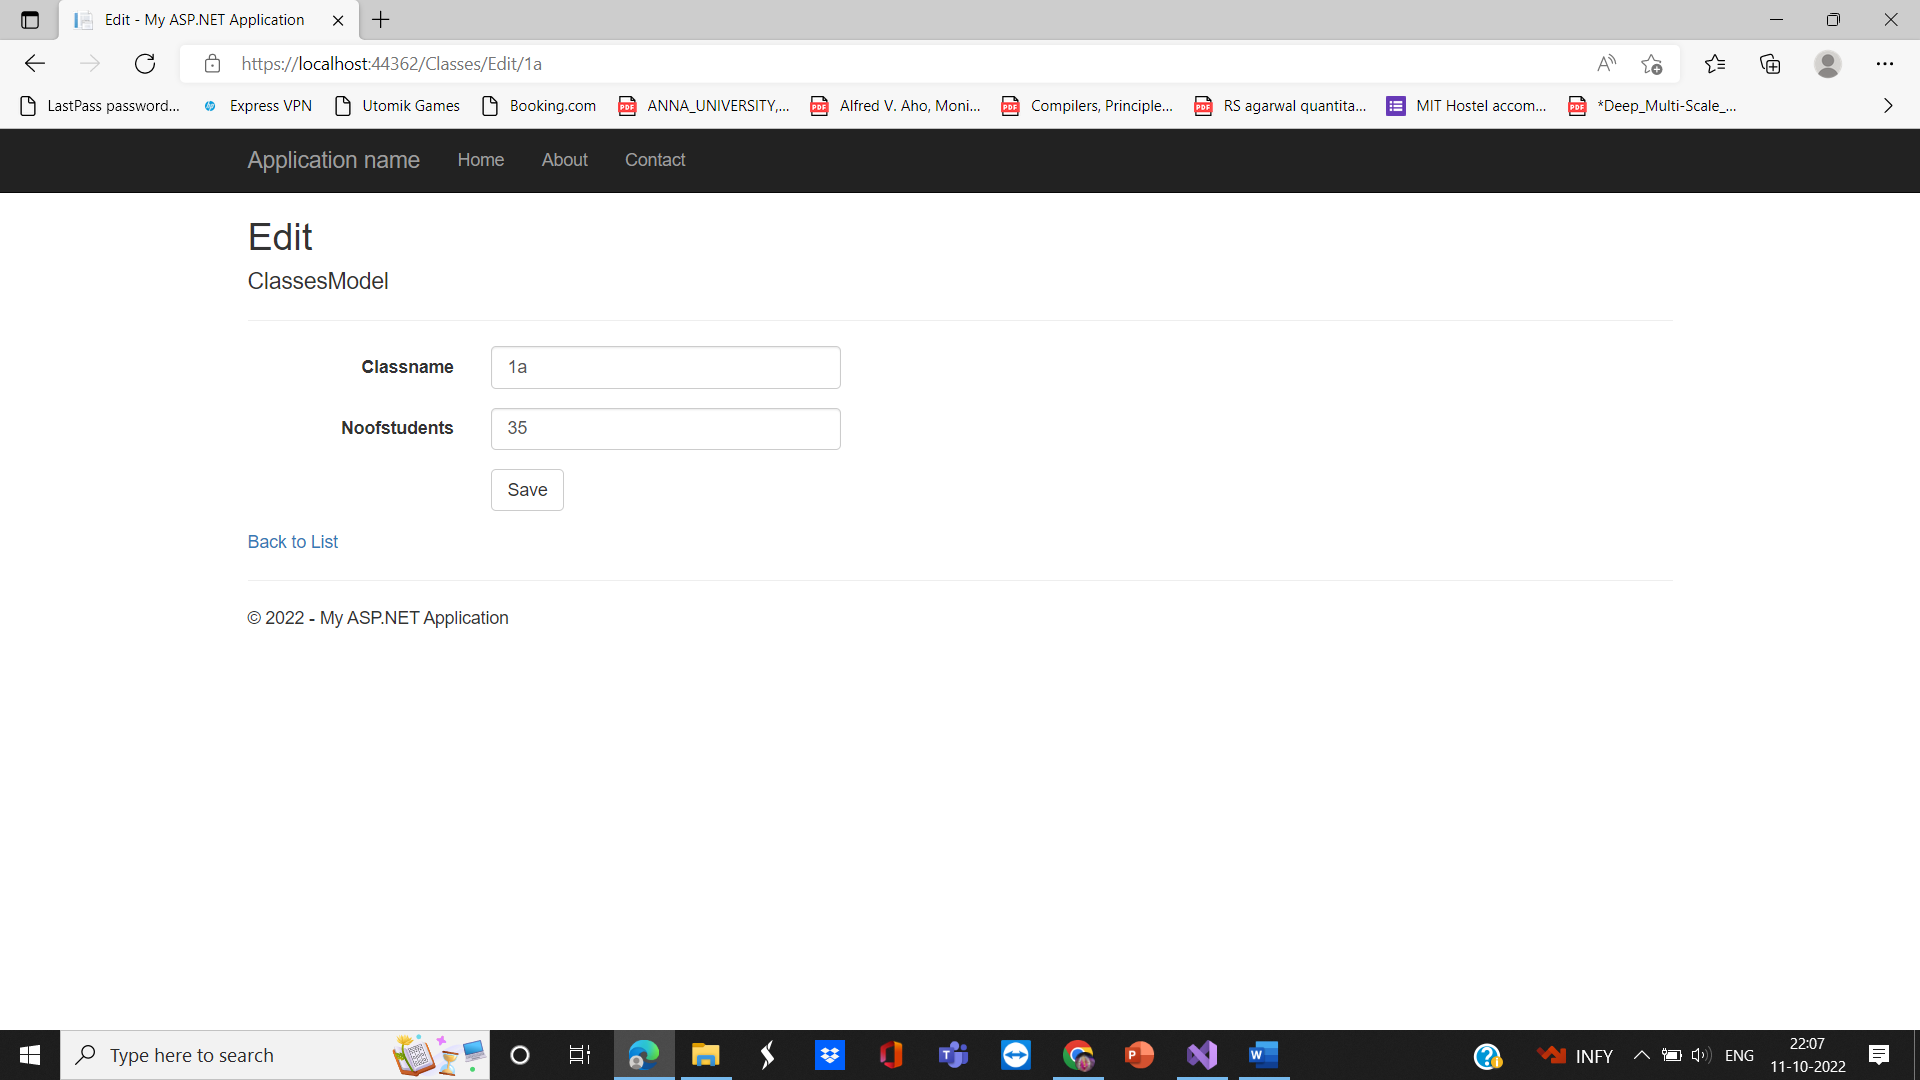 Edit - My ASP.NET Application
https://localhost:44362/Classes/Edit/1a
LastPass password... Express VPN Utomik Games Booking.com ANNA_UNIVERSITY,... Alfred V. Aho, Moni... Compilers, Principle... RS agarwal quantita... MIT Hostel accom... *Deep_Multi-Scale_...
Application name Home About Contact
Edit
ClassesModel
Classname 1a
Noofstudents 35
Save
Back to List
© 2022 - My ASP.NET Application
Type here to search INFY ENG 22:07
11-10-2022